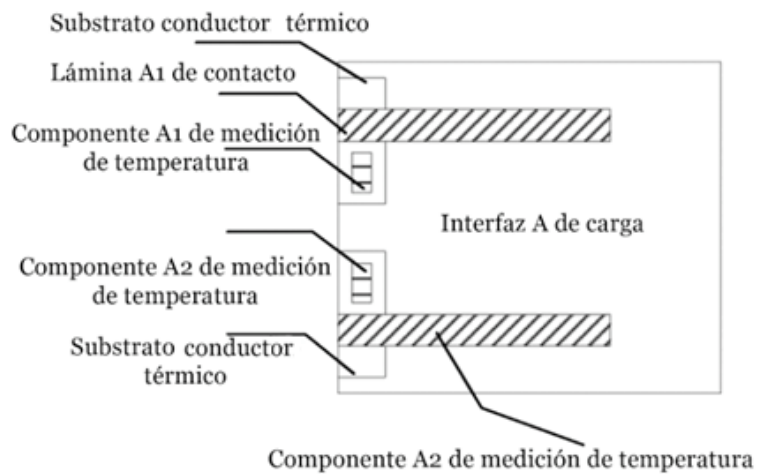 Substrato conductor térmico
Lámina A1 de contacto
Componente A1 de medición
de temperatura
Interfaz A de carga
Componente A2 de medición
de temperatura
Substrato conductor
térmico
Componente A2 de medición de temperatura